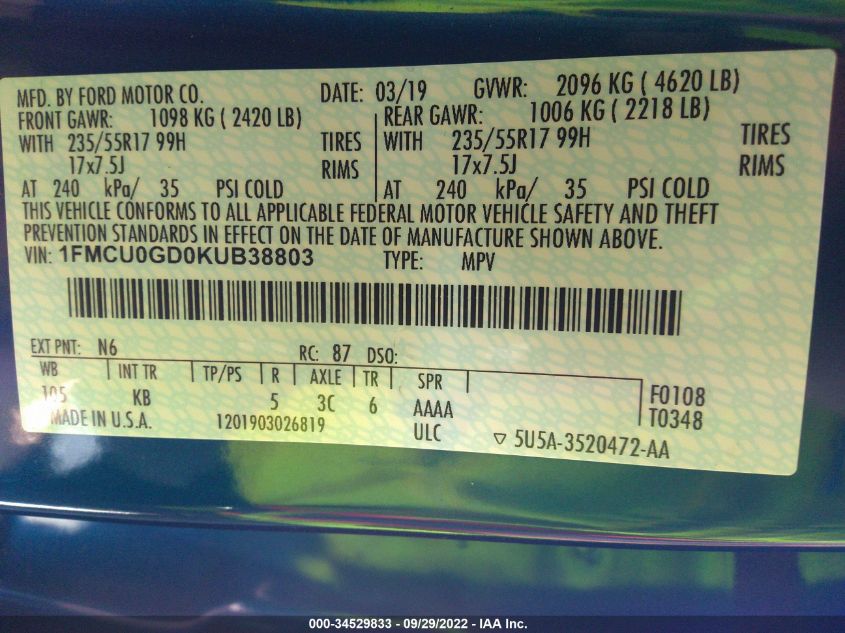 MFD. BY FORD MOTOR CO. DATE: 03/19 GVWR: 2096 KG ( 4620 LB)
FRONT GAWR: 1098 KG ( 2420 LB) REAR GAWR: 1006 KG ( 2218 LB)
WITH 235/55R17 99H TIRES WITH 235/55R17 99H TIRES
17x7.5J RIMS 17x7.5J RIMS
AT 240 kPa/ 35 PSI COLD AT 240 kPa/ 35 PSI COLD
THIS VEHICLE CONFORMS TO ALL APPLICABLE FEDERAL MOTOR VEHICLE SAFETY AND THEFT
PREVENTION STANDARDS IN EFFECT ON THE DATE OF MANUFACTURE SHOWN ABOVE.
VIN: 1FMCU0GD0KUB38803 TYPE: MPV
EXT PNT: N6 RC: 87 DSO:
WB INT TR TP/PS R AXLE TR SPR
105 KB 5 3C 6 AAAA F0108
T0348
MADE IN U.S.A. 1201903026819 ULC ▽ 5U5A-3520472-AA
000-34529833 - 09/29/2022 - IAA Inc.